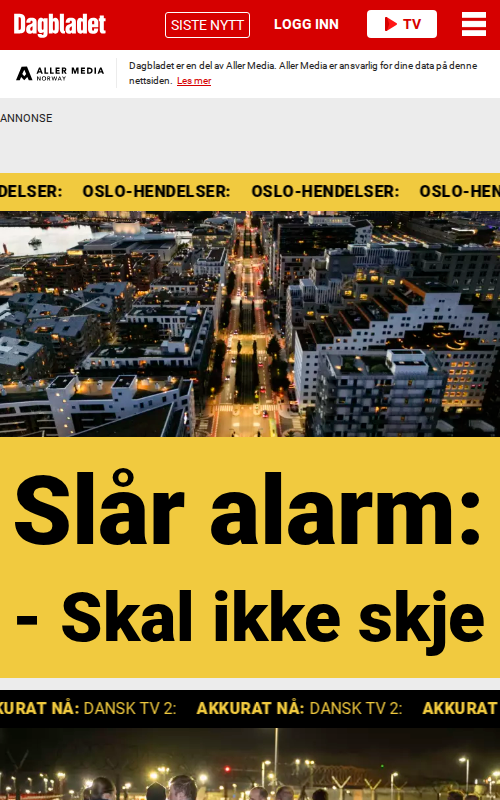 Dagbladet
SISTE NYTT
LOGG INN
TV
ALLER MEDIA
NORWAY
Dagbladet er en del av Aller Media. Aller Media er ansvarlig for dine data på denne
nettsiden. Les mer
ANNONSE
DELSER: OSLO-HENDELSER: OSLO-HENDELSER: OSLO-HEN
Slår alarm:
- Skal ikke skje
KURAT NÅ: DANSK TV 2: AKKURAT NÅ: DANSK TV 2: AKKURAT